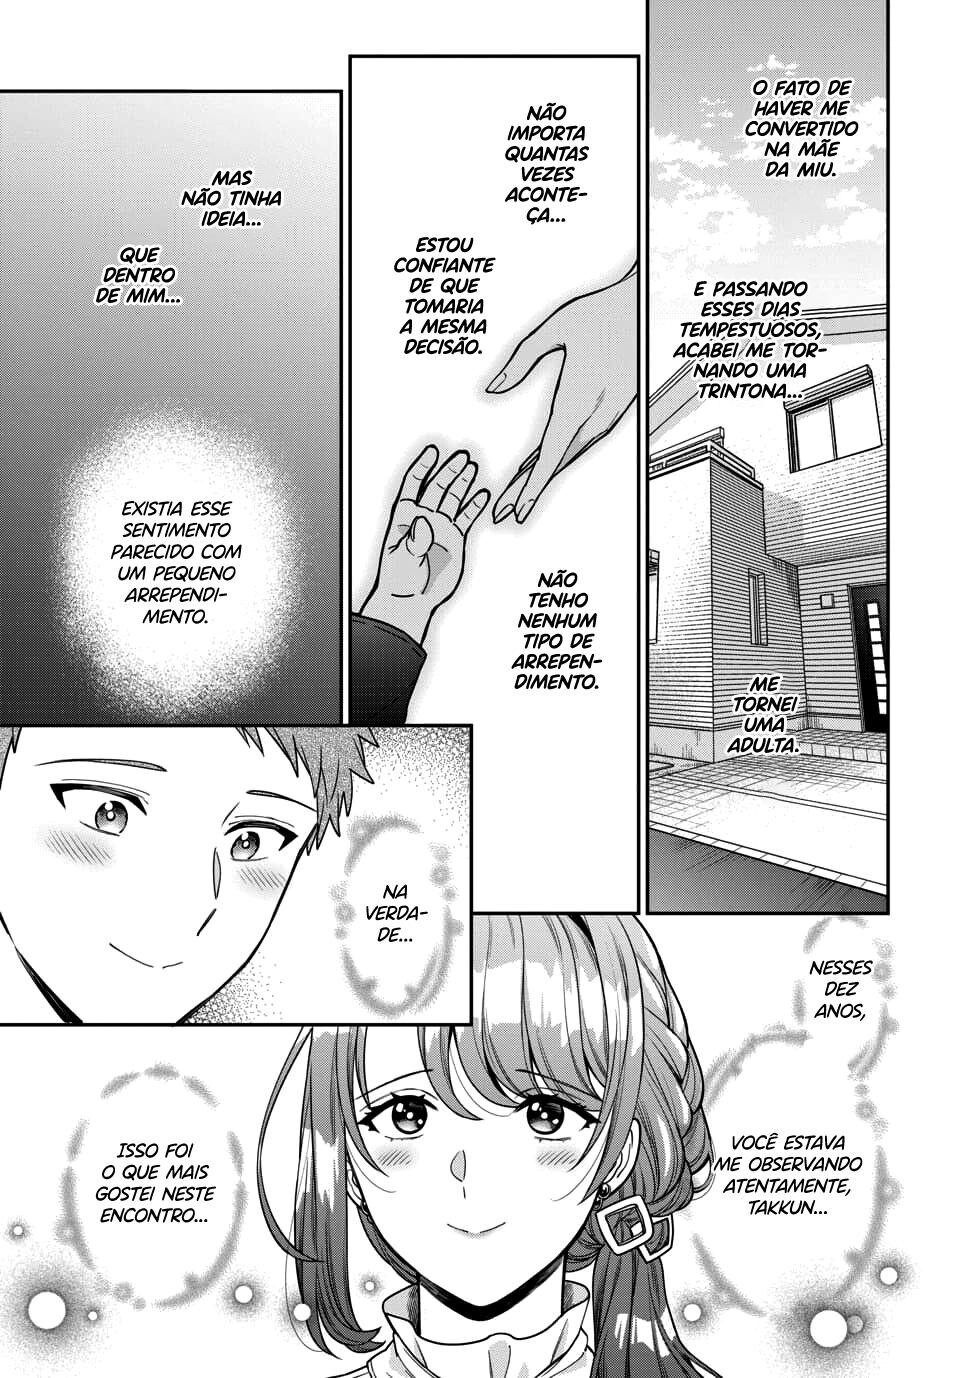 O FATO DE
HAVER ME
CONVERTIDO
NA MÃE
DA MIU.
E PASSANDO
ESSES DIAS
TEMPESTUOSOS,
ACABEI ME TOR-
NANDO UMA
TRINTONA...
ME
TORNEI
UMA
ADULTA.
NÃO
IMPORTA
QUANTAS
VEZES
ACONTE-
ÇA...
ESTOU
CONFIANTE
DE QUE
TOMARIA
A MESMA
DECISÃO.
NÃO
TENHO
NENHUM
TIPO DE
ARREPEN-
DIMENTO.
MAS
NÃO TINHA
IDEIA...
QUE
DENTRO
DE MIM...
EXISTIA ESSE
SENTIMENTO
PARECIDO COM
UM PEQUENO
ARREPENDI-
MENTO.
NA
VERDA-
DE...
NESSES
DEZ
ANOS,
VOCÊ ESTAVA
ME OBSERVANDO
ATENTAMENTE,
TAKKUN...
ISSO FOI
O QUE MAIS
GOSTEI NESTE
ENCONTRO...